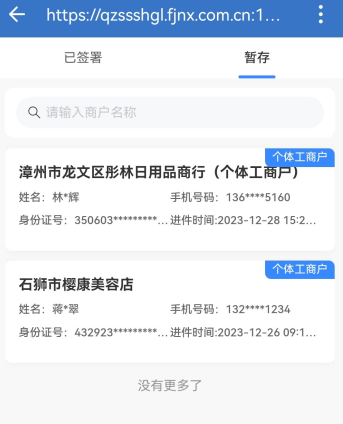 https://qzssshgl.fjnx.com.cn:1...
已签署 暂存
请输入商户名称
个体工商户
漳州市龙文区彤林日用品商行（个体工商户）
姓名：林*辉 手机号码：136****5160
身份证号：350603*********... 进件时间:2023-12-28 15:2...
个体工商户
石狮市樱康美容店
姓名：蒋*翠 手机号码：132****1234
身份证号：432923*********... 进件时间:2023-12-26 09:1...
没有更多了